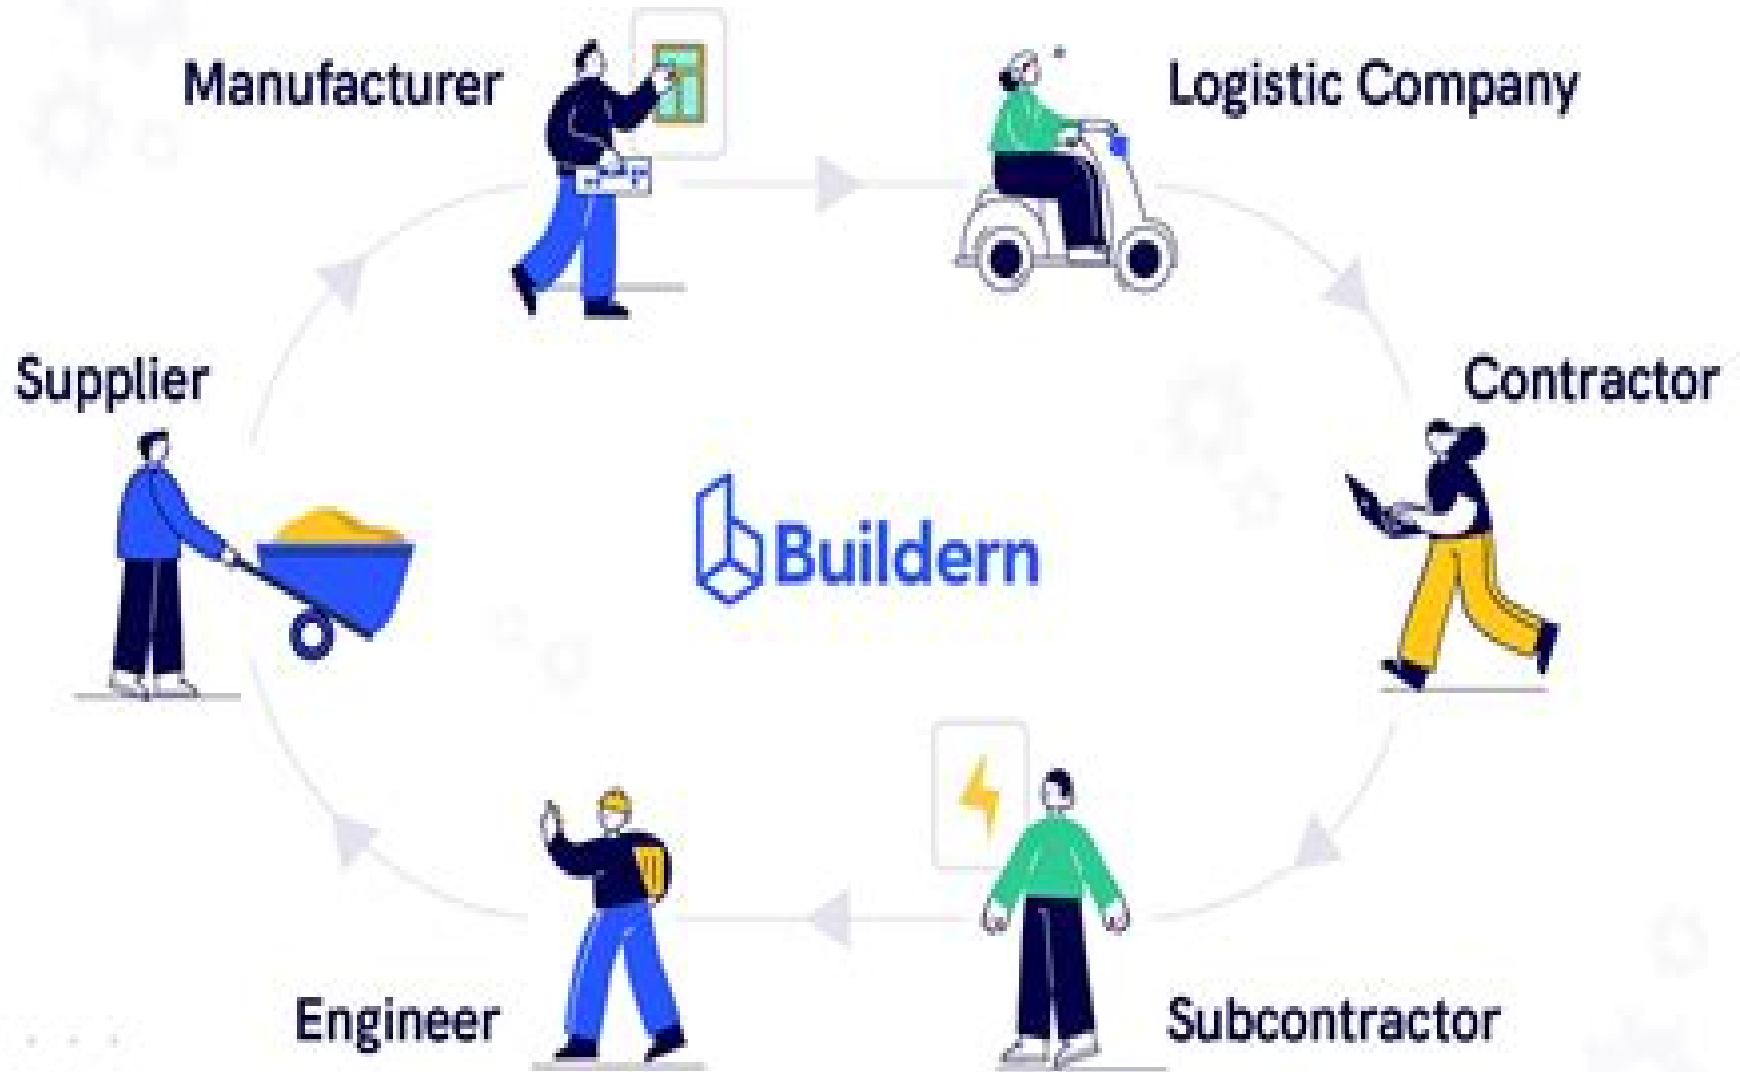 Manufacturer
Logistic Company
Supplier
Contractor
Buildern
Engineer
Subcontractor